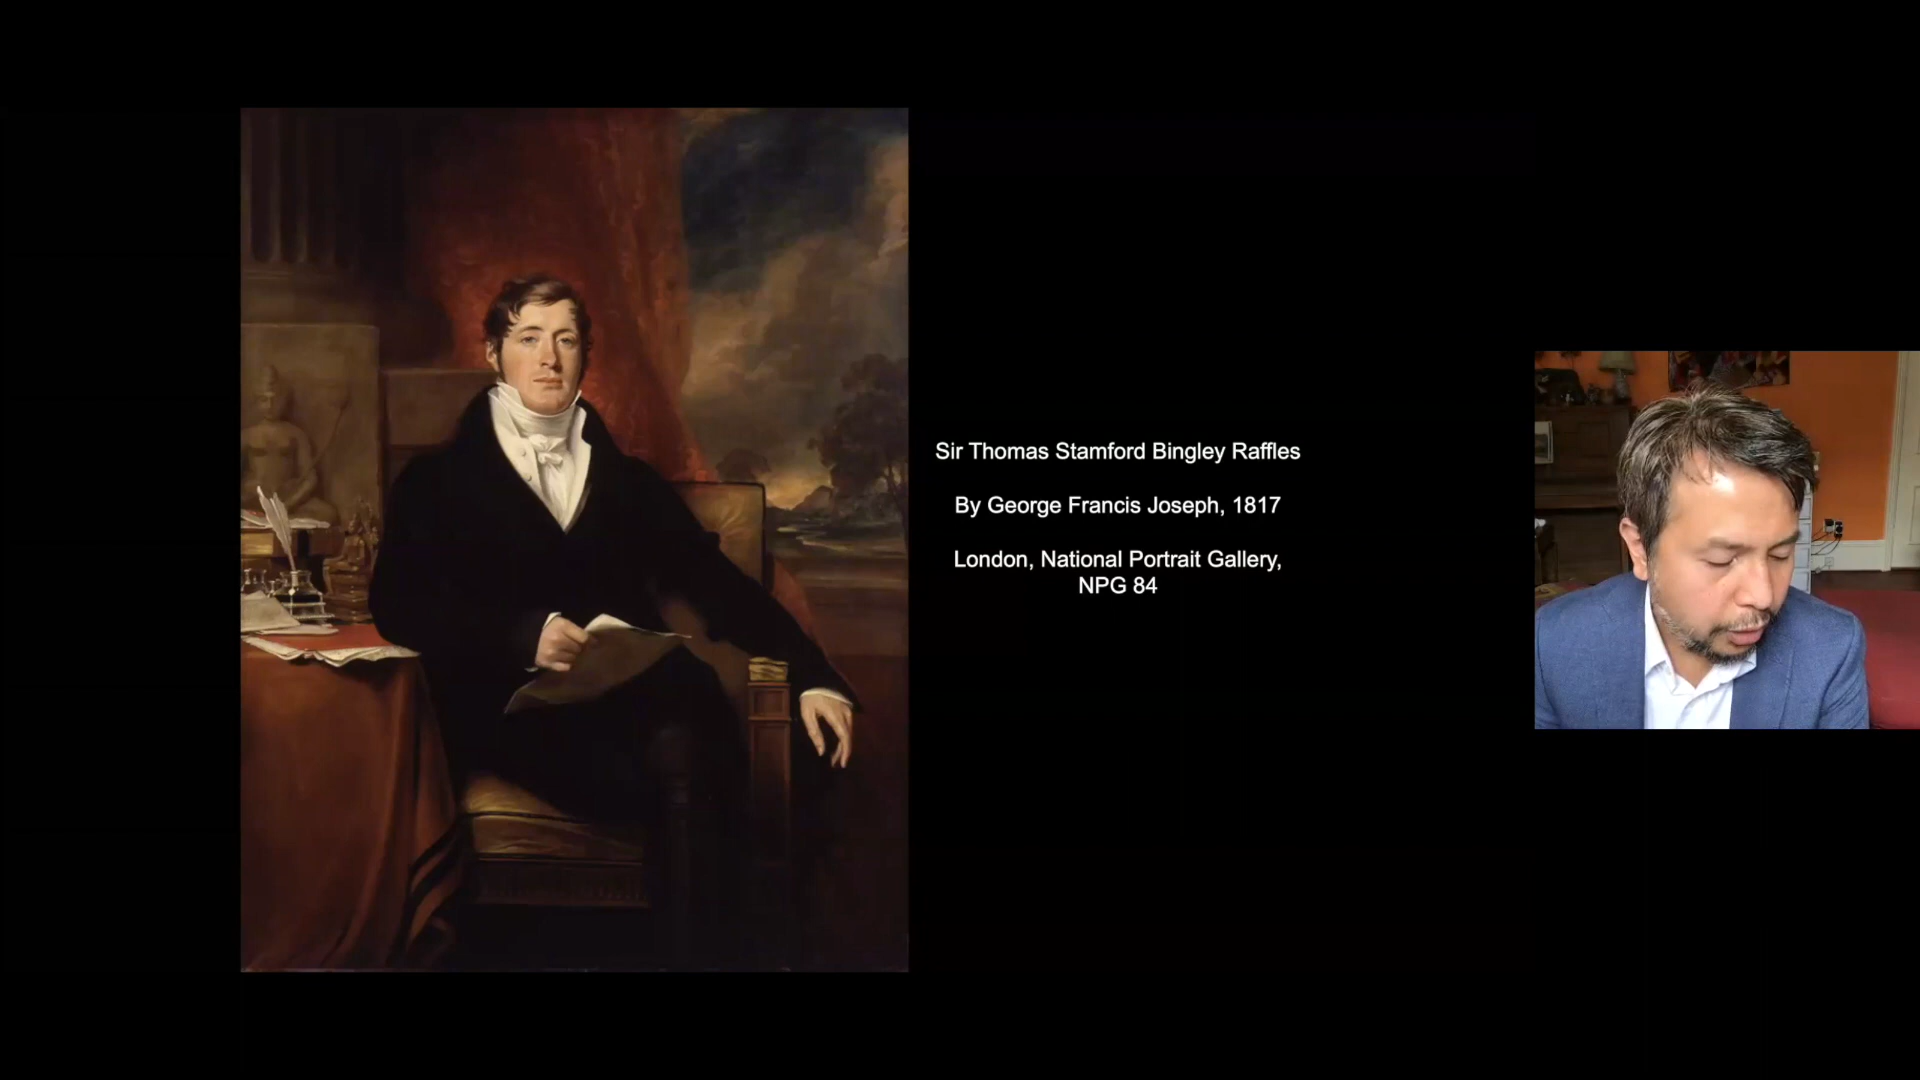 Sir Thomas Stamford Bingley Raffles
By George Francis Joseph, 1817
London, National Portrait Gallery,
NPG 84